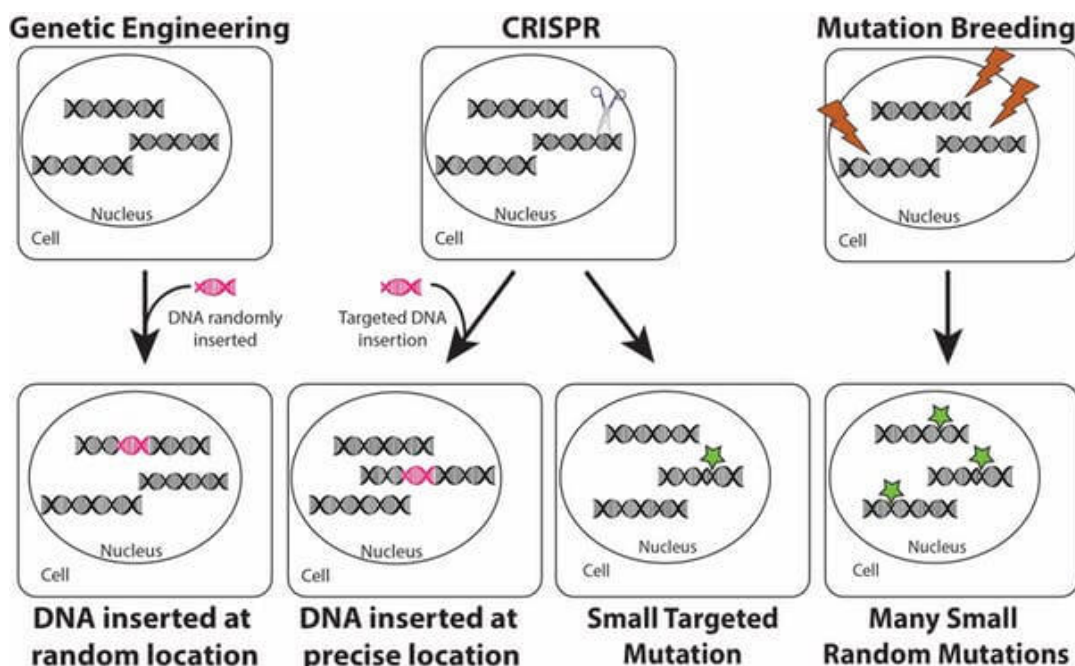 Genetic Engineering
CRISPR
Mutation Breeding
Nucleus
Cell
Nucleus
Cell
Nucleus
Cell
DNA randomly
inserted
Targeted DNA
insertion
Nucleus
Cell
Nucleus
Cell
Nucleus
Cell
Nucleus
Cell
DNA inserted at
random location
DNA inserted at
precise location
Small Targeted
Mutation
Many Small
Random Mutations